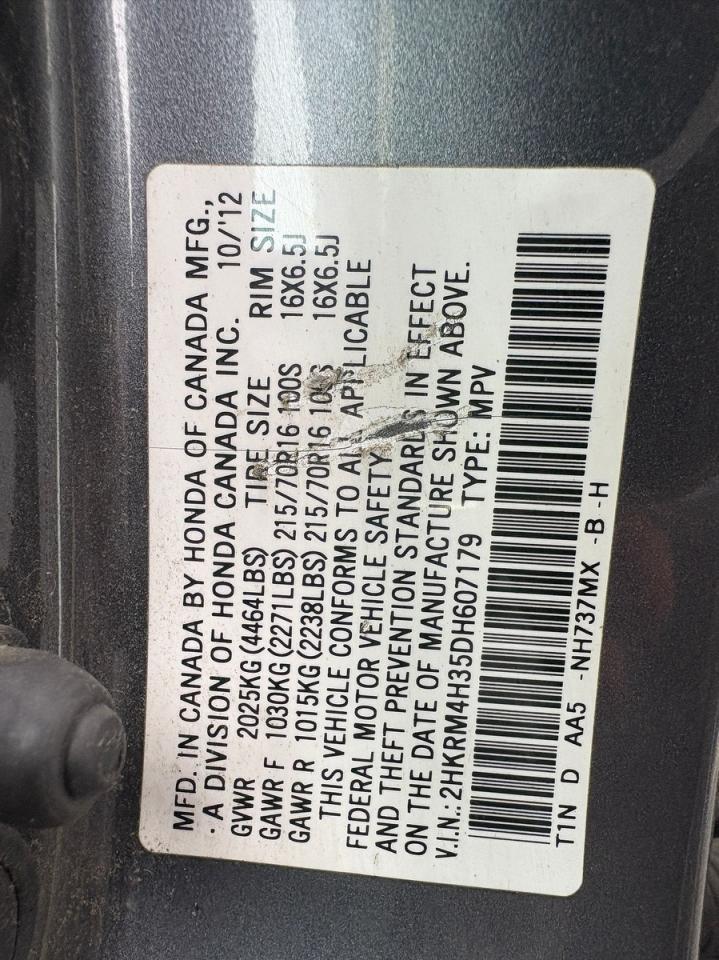 MFD. IN CANADA BY HONDA OF CANADA MFG.,
· A DIVISION OF HONDA CANADA INC. 10/'12
GVWR 2025KG (4464LBS) TIRE SIZE RIM SIZE
GAWR F 1030KG (2271LBS) 215/70R16 100S 16X6.5J
GAWR R 1015KG (2238LBS) 215/70R16 100S 16X6.5J
THIS VEHICLE CONFORMS TO ALL APPLICABLE
FEDERAL MOTOR VEHICLE SAFETY
AND THEFT PREVENTION STANDARDS IN EFFECT
ON THE DATE OF MANUFACTURE SHOWN ABOVE.
V.I.N.: 2HKRM4H35DH607179 TYPE: MPV
T1N D AA5 -NH737MX -B -H